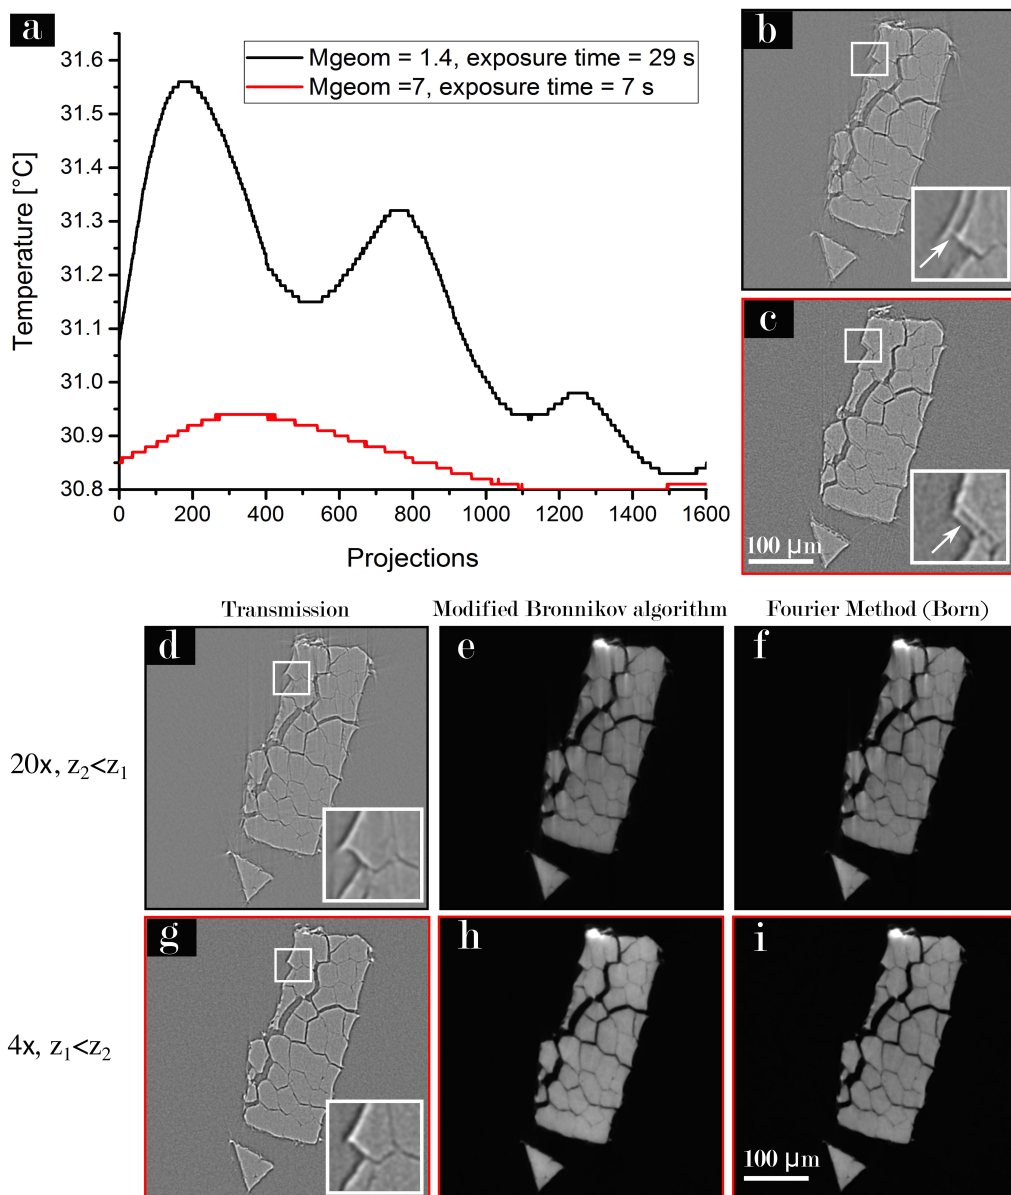 a
31.6
31.5
31.4
31.3
31.2
31.1
31.0
30.9
30.8
Temperature [°C]
Mgeom = 1.4, exposure time = 29 s
Mgeom =7, exposure time = 7 s
0 200 400 600 800 1000 1200 1400 1600
Projections
b
c
100 µm
Transmission Modified Bronnikov algorithm Fourier Method (Born)
d e f
20x, z₂<z₁
g h i
4x, z₁<z₂
100 µm